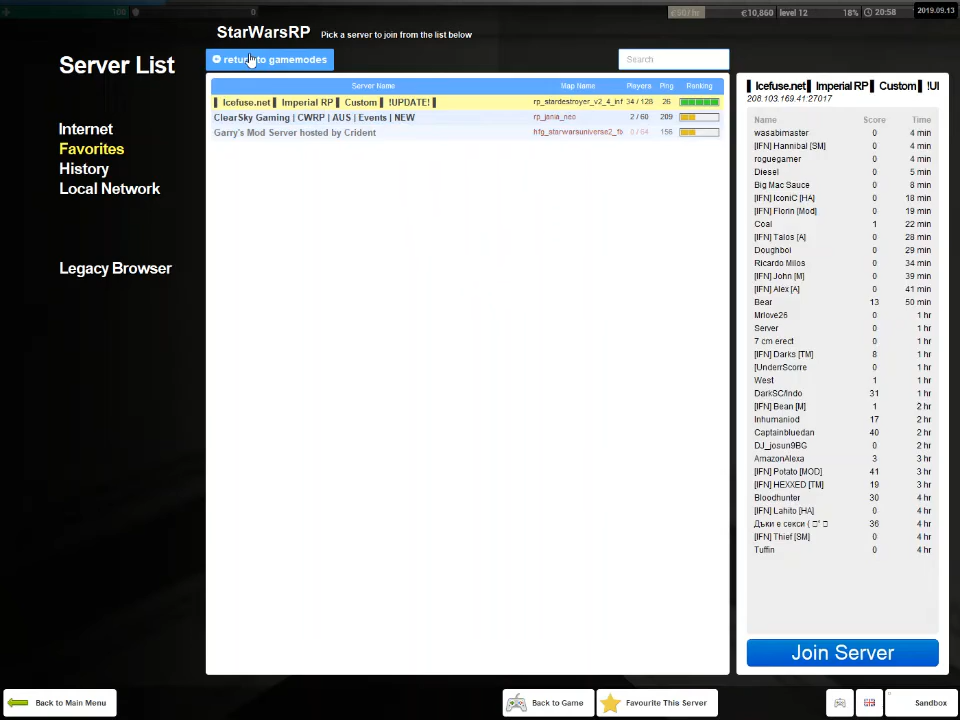 100
0
€10,860
level 12
18%
20:58
2019.09.13
StarWarsRP Pick a server to join from the list below
Server List
return to gamemodes
Search
Internet
Favorites
History
Local Network
Legacy Browser
Server Name Map Name Players Ping Ranking
▌ Icefuse.net ▌ Imperial RP ▌ Custom ▌ !UPDATE! ▌ rp_stardestroyer_v2_4_inf 34 / 128 26
ClearSky Gaming | CWRP | AUS | Events | NEW rp_jania_neo 2 / 60 209
Garry's Mod Server hosted by Crident hfg_starwarsuniverse2_fb 0 / 64 156
▌ Icefuse.net ▌ Imperial RP ▌ Custom ▌ !U
208.103.169.41:27017
Name Score Time
wasabimaster 0 4 min
[IFN] Hannibal [SM] 0 4 min
roguegamer 0 4 min
Diesel 0 5 min
Big Mac Sauce 0 8 min
[IFN] IconiC [HA] 0 18 min
[IFN] Florin [Mod] 0 19 min
Coal 1 22 min
[IFN] Talos [A] 0 28 min
Doughboi 0 29 min
Ricardo Milos 0 34 min
[IFN] John [M] 0 39 min
[IFN] Alex [A] 0 41 min
Bear 13 50 min
Mrlove26 0 1 hr
Server 0 1 hr
7 cm erect 0 1 hr
[IFN] Darks [TM] 8 1 hr
[UnderrScorre 0 1 hr
West 1 1 hr
DarkSC/Indo 31 1 hr
[IFN] Bean [M] 1 2 hr
Inhumaniod 17 2 hr
Captainbluedan 40 2 hr
DJ_josun9BG 0 2 hr
AmazonAlexa 3 3 hr
[IFN] Potato [MOD] 41 3 hr
[IFN] HEXXED [TM] 19 3 hr
Bloodhunter 30 4 hr
[IFN] Lahito [HA] 0 4 hr
Дъки е секси 36 4 hr
[IFN] Thief [SM] 0 4 hr
Tuffin 0 4 hr
Join Server
Back to Main Menu
Back to Game
Favourite This Server
Sandbox